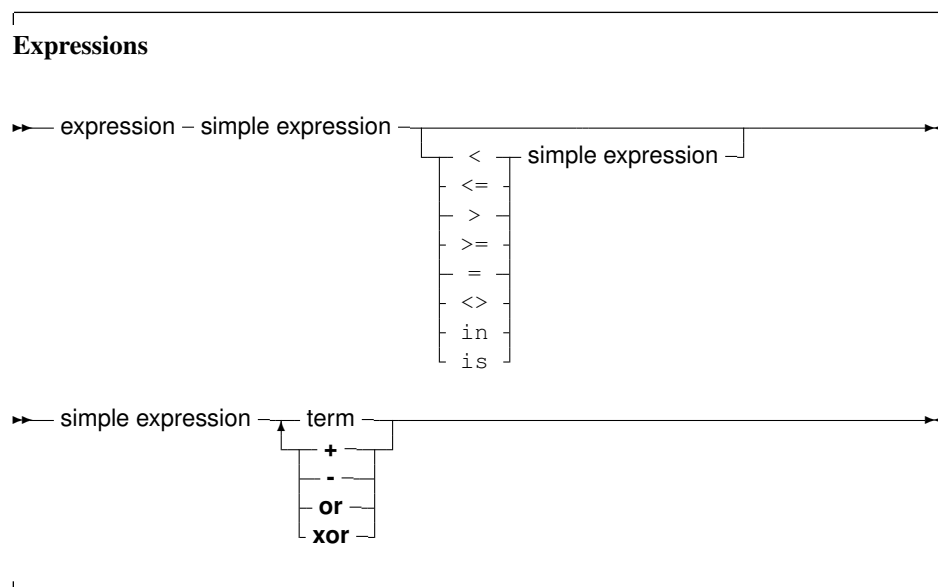 Expressions
expression simple expression
< simple expression
<=
>
>=
=
<>
in
is
simple expression term
+
-
or
xor